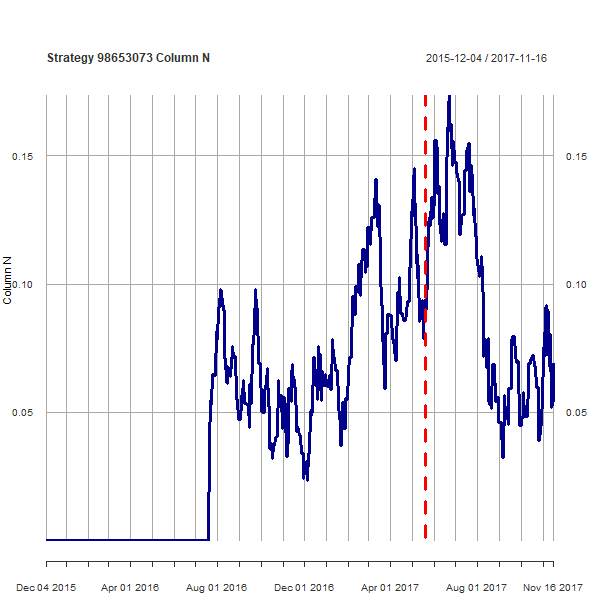 Strategy 98653073 Column N
2015-12-04 / 2017-11-16
0.15
0.15
0.10
0.10
Column N
0.05
0.05
Dec 04 2015
Apr 01 2016
Aug 01 2016
Dec 01 2016
Apr 01 2017
Aug 01 2017
Nov 16 2017